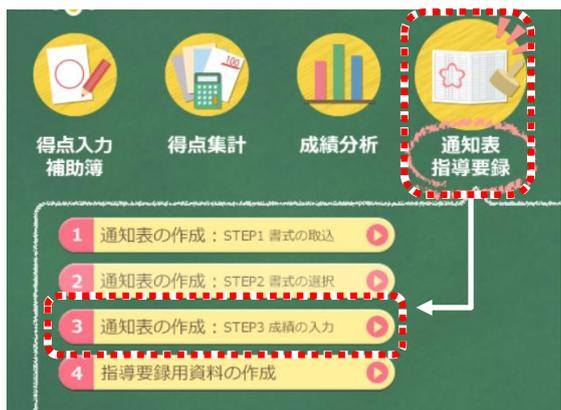 100
得点入力
補助簿
得点集計
成績分析
通知表
指導要録
1 通知表の作成：STEP1 書式の取込
2 通知表の作成：STEP2 書式の選択
3 通知表の作成：STEP3 成績の入力
4 指導要録用資料の作成